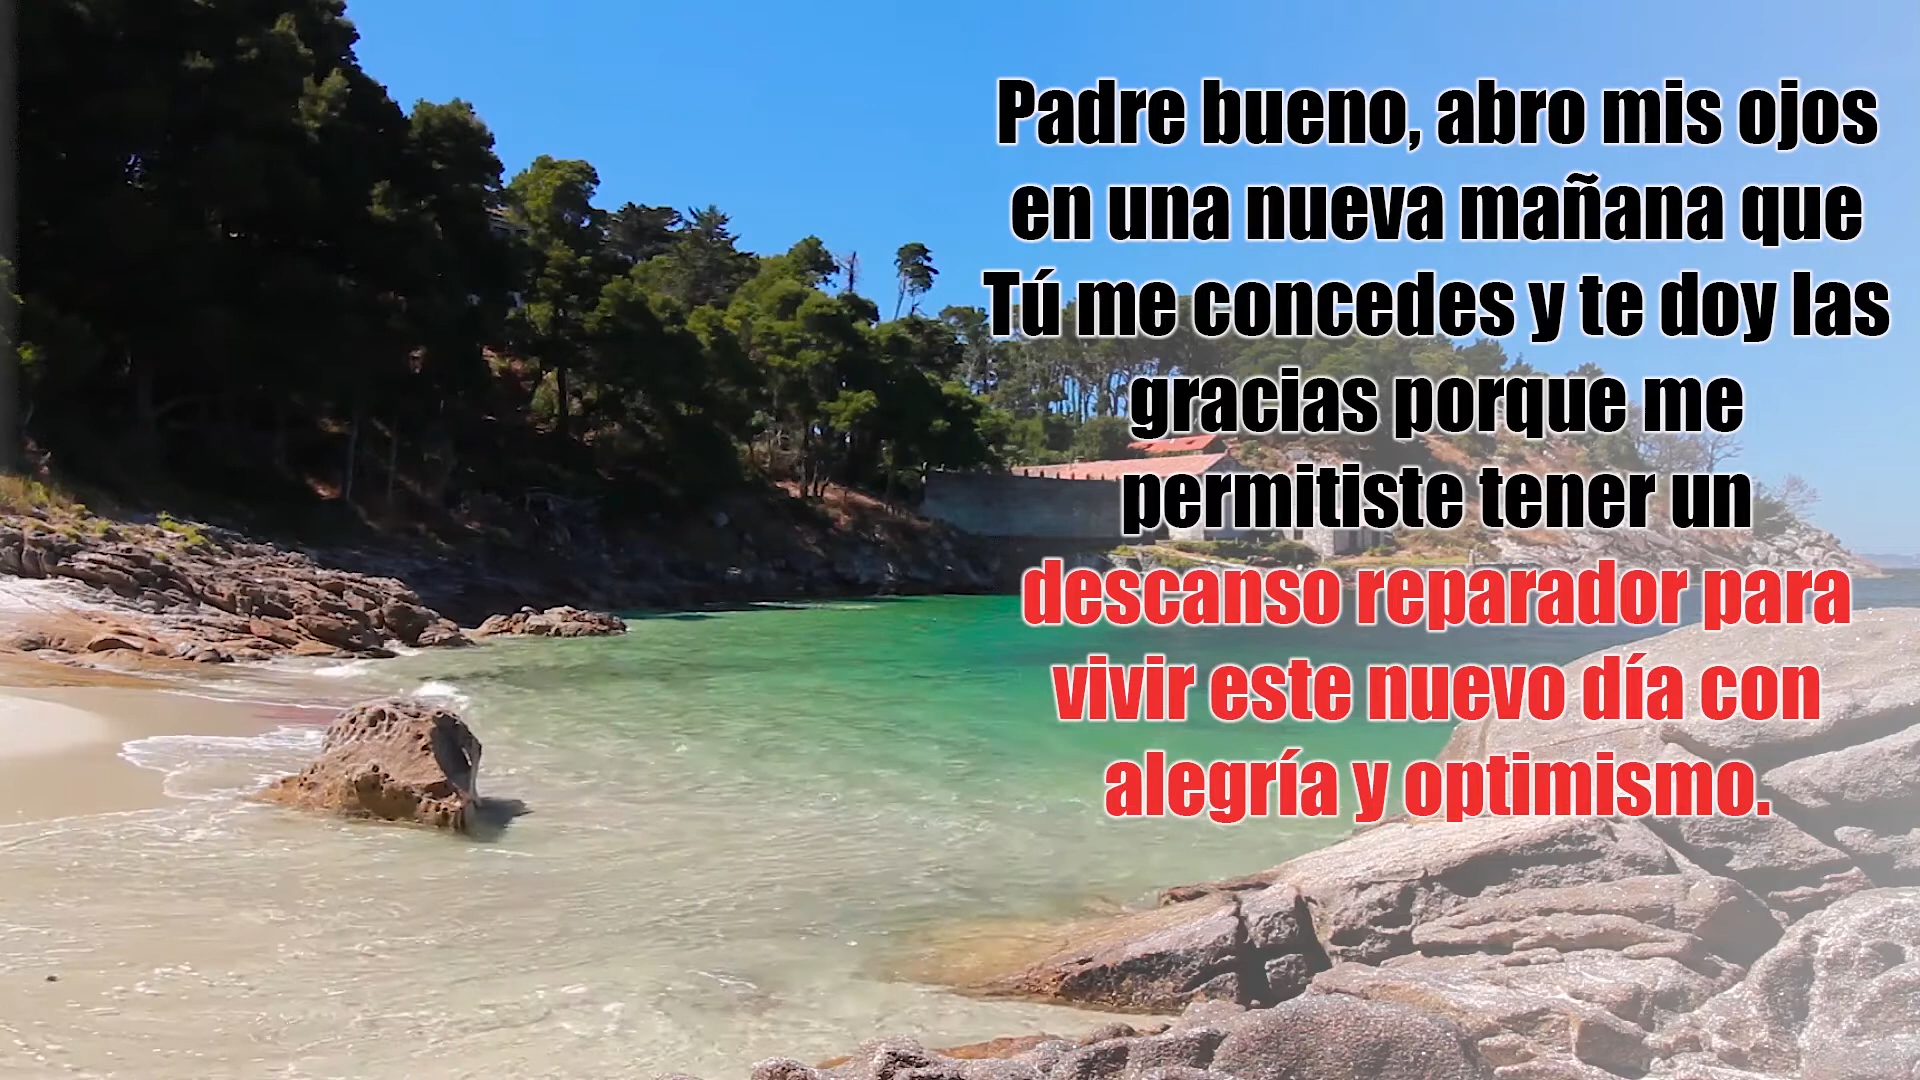 Padre bueno, abro mis ojos
en una nueva mañana que
Tú me concedes y te doy las
gracias porque me
permitiste tener un
descanso reparador para
vivir este nuevo día con
alegría y optimismo.